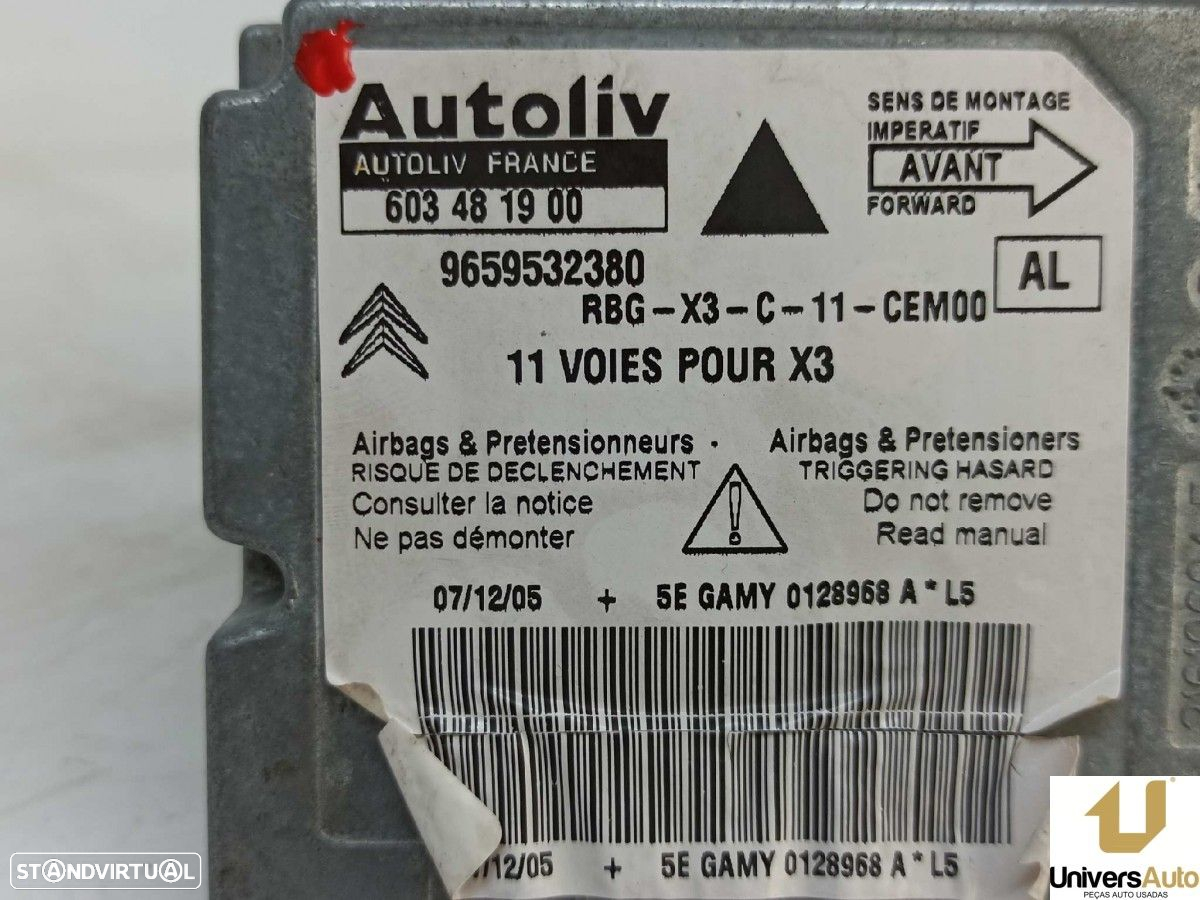 Autoliv
AUTOLIV FRANCE
603 48 19 00
SENS DE MONTAGE
IMPERATIF
AVANT
FORWARD
9659532380
AL
RBG-X3-C-11-CEM00
11 VOIES POUR X3
Airbags & Pretensionneurs
RISQUE DE DECLENCHEMENT
Consulter la notice
Ne pas démonter
Airbags & Pretensioners
TRIGGERING HASARD
Do not remove
Read manual
07/12/05 + 5E GAMY 0128968 A * L5
/12/05 + 5E GAMY 0128968 A * L5
STANDVIRTUAL
UniversAuto
PEÇAS AUTO USADAS